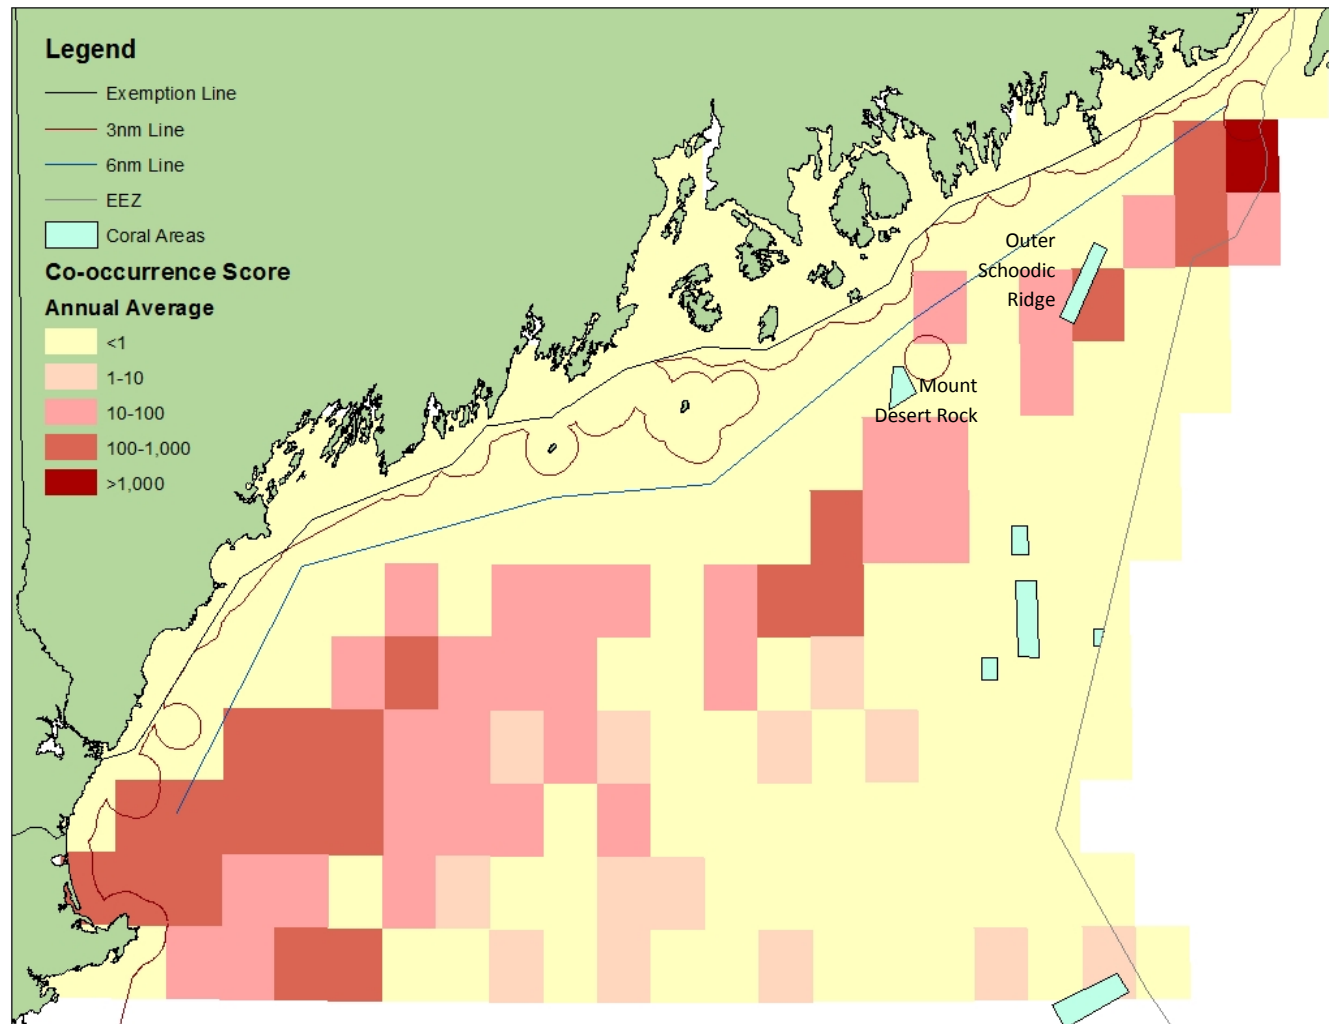 Legend
Exemption Line
3nm Line
6nm Line
EEZ
Coral Areas
Co-occurrence Score
Annual Average
<1
1-10
10-100
100-1,000
>1,000
Outer
Schoodic
Ridge
Mount
Desert Rock